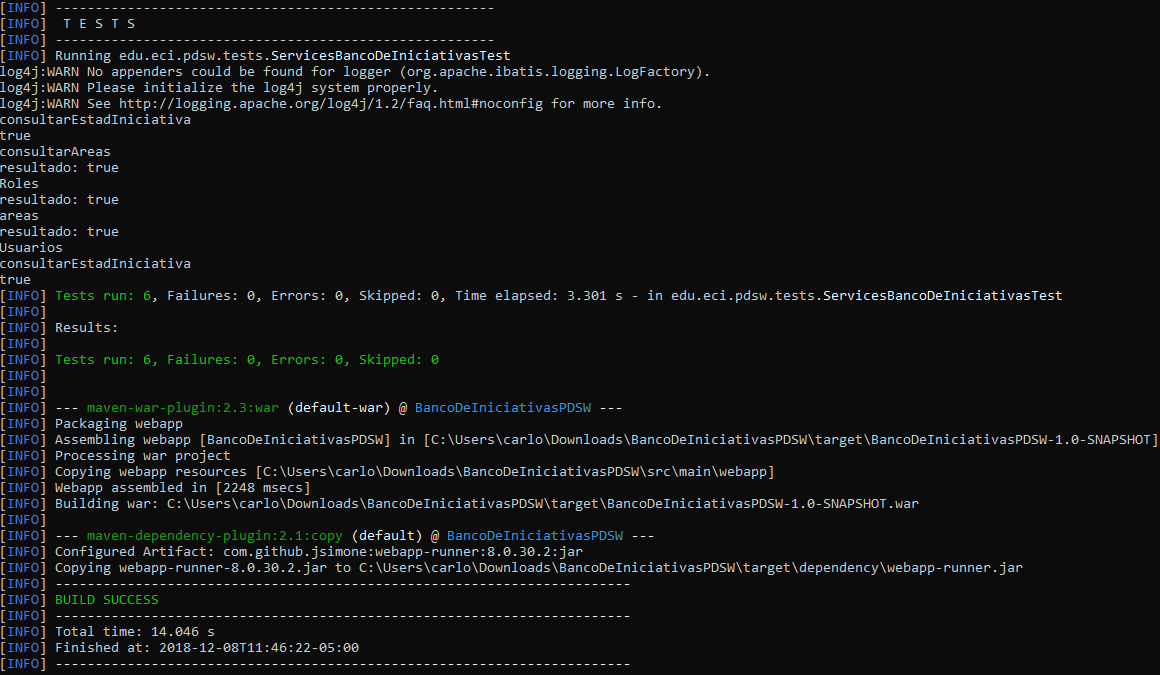 [INFO] -------------------------------------------------------
[INFO]  T E S T S
[INFO] -------------------------------------------------------
[INFO] Running edu.eci.pdsw.tests.ServicesBancoDeIniciativasTest
log4j:WARN No appenders could be found for logger (org.apache.ibatis.logging.LogFactory).
log4j:WARN Please initialize the log4j system properly.
log4j:WARN See http://logging.apache.org/log4j/1.2/faq.html#noconfig for more info.
consultarEstadIniciativa
true
consultarAreas
resultado: true
Roles
resultado: true
areas
resultado: true
Usuarios
consultarEstadIniciativa
true
[INFO] Tests run: 6, Failures: 0, Errors: 0, Skipped: 0, Time elapsed: 3.301 s - in edu.eci.pdsw.tests.ServicesBancoDeIniciativasTest
[INFO]
[INFO] Results:
[INFO]
[INFO] Tests run: 6, Failures: 0, Errors: 0, Skipped: 0
[INFO]
[INFO]
[INFO] --- maven-war-plugin:2.3:war (default-war) @ BancoDeIniciativasPDSW ---
[INFO] Packaging webapp
[INFO] Assembling webapp [BancoDeIniciativasPDSW] in [C:\Users\carlo\Downloads\BancoDeIniciativasPDSW\target\BancoDeIniciativasPDSW-1.0-SNAPSHOT]
[INFO] Processing war project
[INFO] Copying webapp resources [C:\Users\carlo\Downloads\BancoDeIniciativasPDSW\src\main\webapp]
[INFO] Webapp assembled in [2248 msecs]
[INFO] Building war: C:\Users\carlo\Downloads\BancoDeIniciativasPDSW\target\BancoDeIniciativasPDSW-1.0-SNAPSHOT.war
[INFO]
[INFO] --- maven-dependency-plugin:2.1:copy (default) @ BancoDeIniciativasPDSW ---
[INFO] Configured Artifact: com.github.jsimone:webapp-runner:8.0.30.2:jar
[INFO] Copying webapp-runner-8.0.30.2.jar to C:\Users\carlo\Downloads\BancoDeIniciativasPDSW\target\dependency\webapp-runner.jar
[INFO] ------------------------------------------------------------------------
[INFO] BUILD SUCCESS
[INFO] ------------------------------------------------------------------------
[INFO] Total time: 14.046 s
[INFO] Finished at: 2018-12-08T11:46:22-05:00
[INFO] ------------------------------------------------------------------------